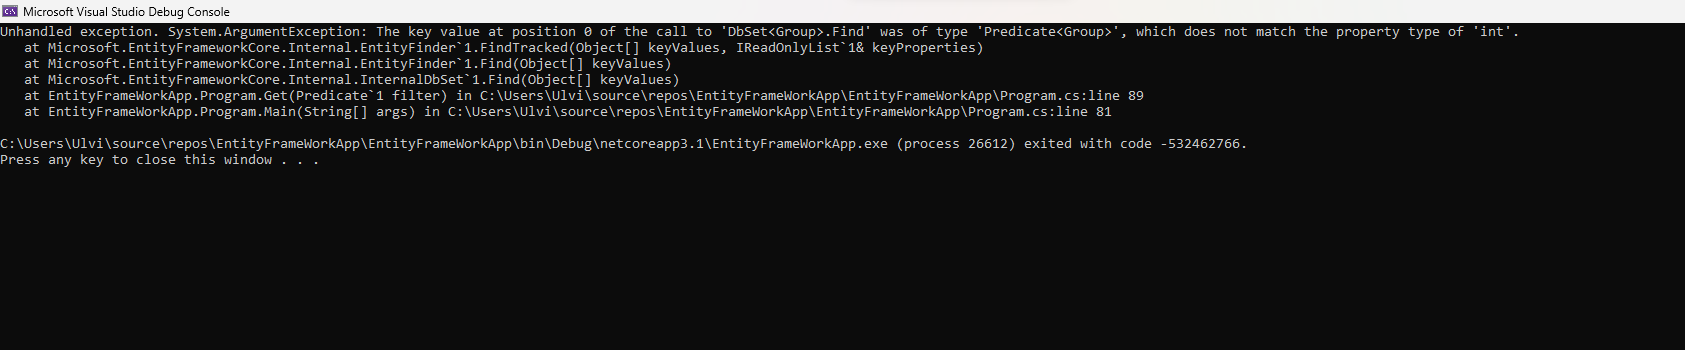 Microsoft Visual Studio Debug Console
Unhandled exception. System.ArgumentException: The key value at position 0 of the call to 'DbSet<Group>.Find' was of type 'Predicate<Group>', which does not match the property type of 'int'.
   at Microsoft.EntityFrameworkCore.Internal.EntityFinder`1.FindTracked(Object[] keyValues, IReadOnlyList`1& keyProperties)
   at Microsoft.EntityFrameworkCore.Internal.EntityFinder`1.Find(Object[] keyValues)
   at Microsoft.EntityFrameworkCore.Internal.InternalDbSet`1.Find(Object[] keyValues)
   at EntityFrameWorkApp.Program.Get(Predicate`1 filter) in C:\Users\Ulvi\source\repos\EntityFrameWorkApp\EntityFrameWorkApp\Program.cs:line 89
   at EntityFrameWorkApp.Program.Main(String[] args) in C:\Users\Ulvi\source\repos\EntityFrameWorkApp\EntityFrameWorkApp\Program.cs:line 81
C:\Users\Ulvi\source\repos\EntityFrameWorkApp\EntityFrameWorkApp\bin\Debug\netcoreapp3.1\EntityFrameWorkApp.exe (process 26612) exited with code -532462766.
Press any key to close this window . . .